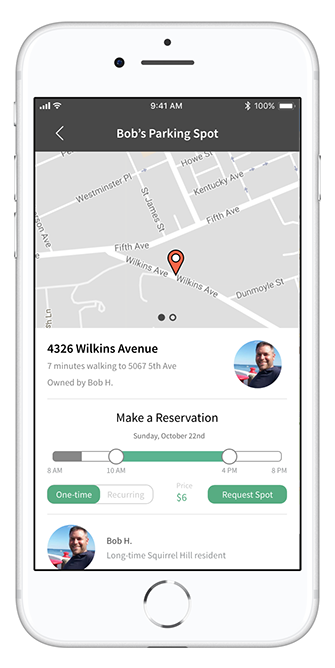 9:41 AM
100%
Bob's Parking Spot
Howe St
Westminster Pl
Kentucky Ave
St James St
Fifth Ave
Fifth Ave
Wilkins Ave
Wilkins Ave
Dunmoyle St
4326 Wilkins Avenue
7 minutes walking to 5067 5th Ave
Owned by Bob H.
Make a Reservation
Sunday, October 22nd
8 AM 10 AM 4 PM 8 PM
One-time Recurring Price Request Spot
$6
Bob H.
Long-time Squirrel Hill resident